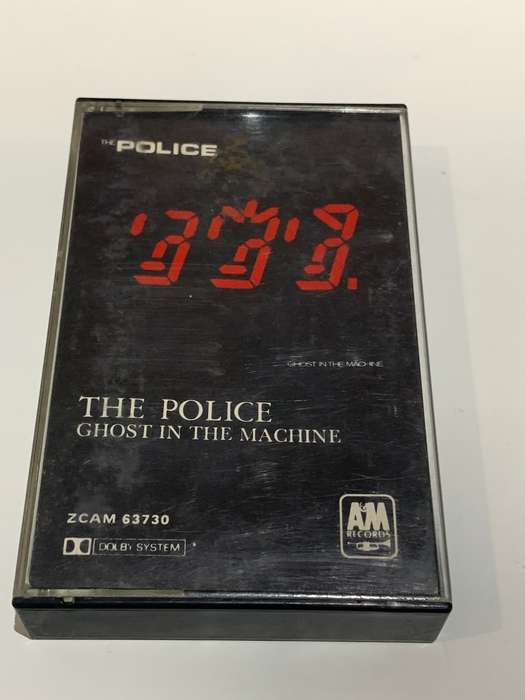 THE POLICE
GHOST IN THE MACHINE
THE POLICE
GHOST IN THE MACHINE
ZCAM 63730
DOLBY SYSTEM
A&M
RECORDS